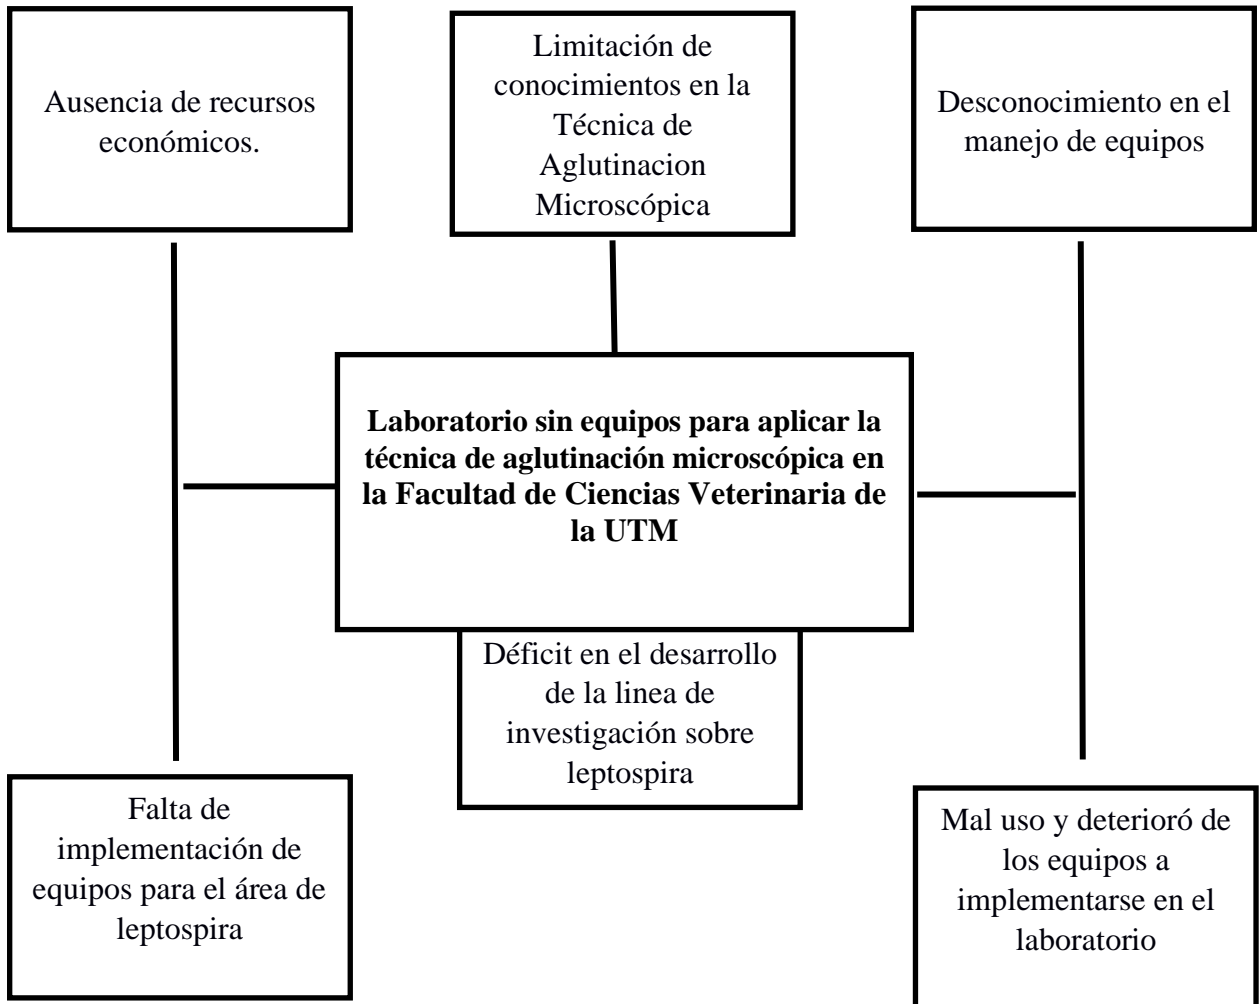 Ausencia de recursos
económicos.
Limitación de
conocimientos en la
Técnica de
Aglutinacion
Microscópica
Desconocimiento en el
manejo de equipos
Laboratorio sin equipos para aplicar la
técnica de aglutinación microscópica en
la Facultad de Ciencias Veterinaria de
la UTM
Déficit en el desarrollo
de la linea de
investigación sobre
leptospira
Falta de
implementación de
equipos para el área de
leptospira
Mal uso y deterioró de
los equipos a
implementarse en el
laboratorio